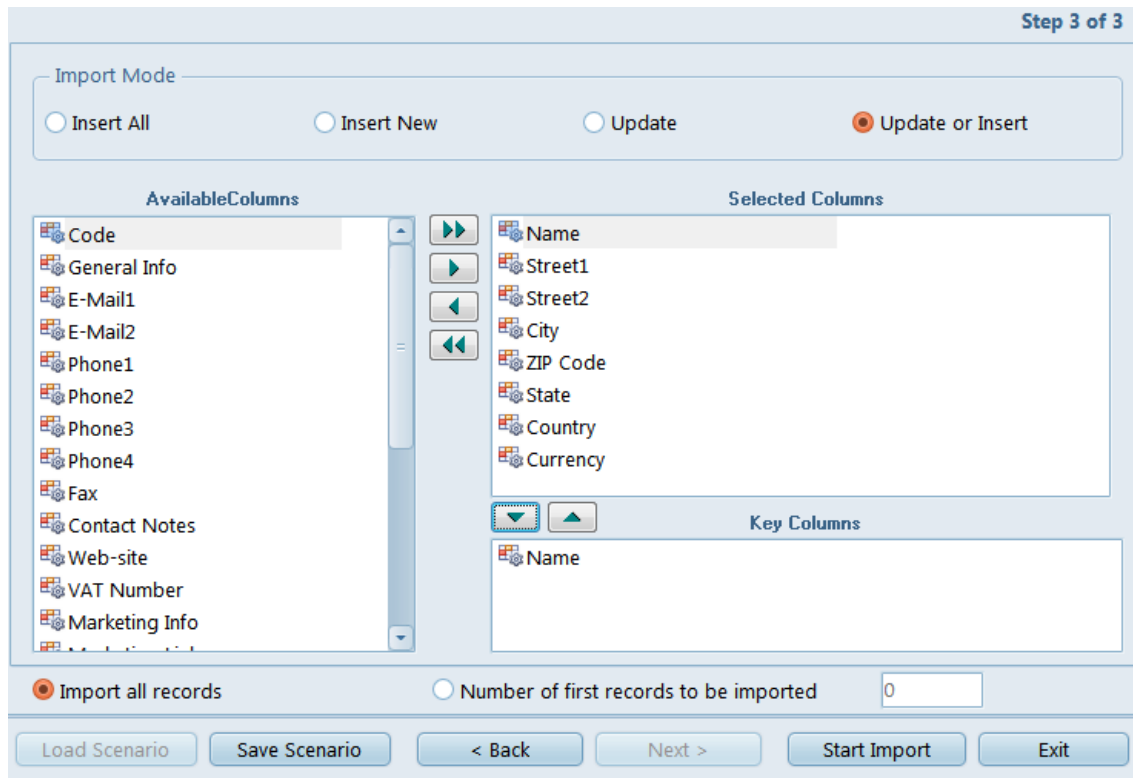 Step 3 of 3
Import Mode
Insert All Insert New Update Update or Insert
AvailableColumns
Code
General Info
E-Mail1
E-Mail2
Phone1
Phone2
Phone3
Phone4
Fax
Contact Notes
Web-site
VAT Number
Marketing Info
Selected Columns
Name
Street1
Street2
City
ZIP Code
State
Country
Currency
Key Columns
Name
Import all records Number of first records to be imported 0
Load Scenario Save Scenario < Back Next > Start Import Exit